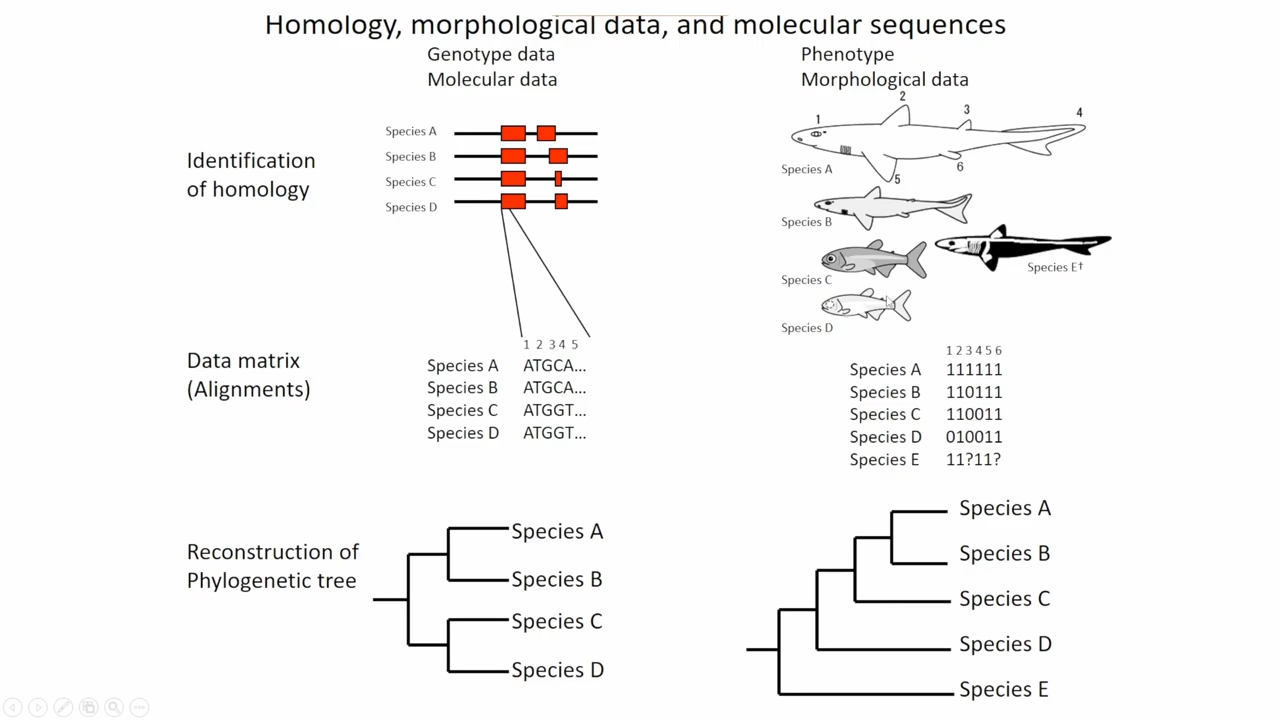 Homology, morphological data, and molecular sequences
Genotype data
Molecular data
Phenotype
Morphological data
Identification
of homology
Species A
Species B
Species C
Species D
1
2
3
4
5
6
Species A
Species B
Species C
Species D
Species E†
Data matrix
(Alignments)
1 2 3 4 5
Species A ATGCA...
Species B ATGCA...
Species C ATGGT...
Species D ATGGT...
1 2 3 4 5 6
Species A 111111
Species B 110111
Species C 110011
Species D 010011
Species E 11?11?
Reconstruction of
Phylogenetic tree
Species A
Species B
Species C
Species D
Species A
Species B
Species C
Species D
Species E